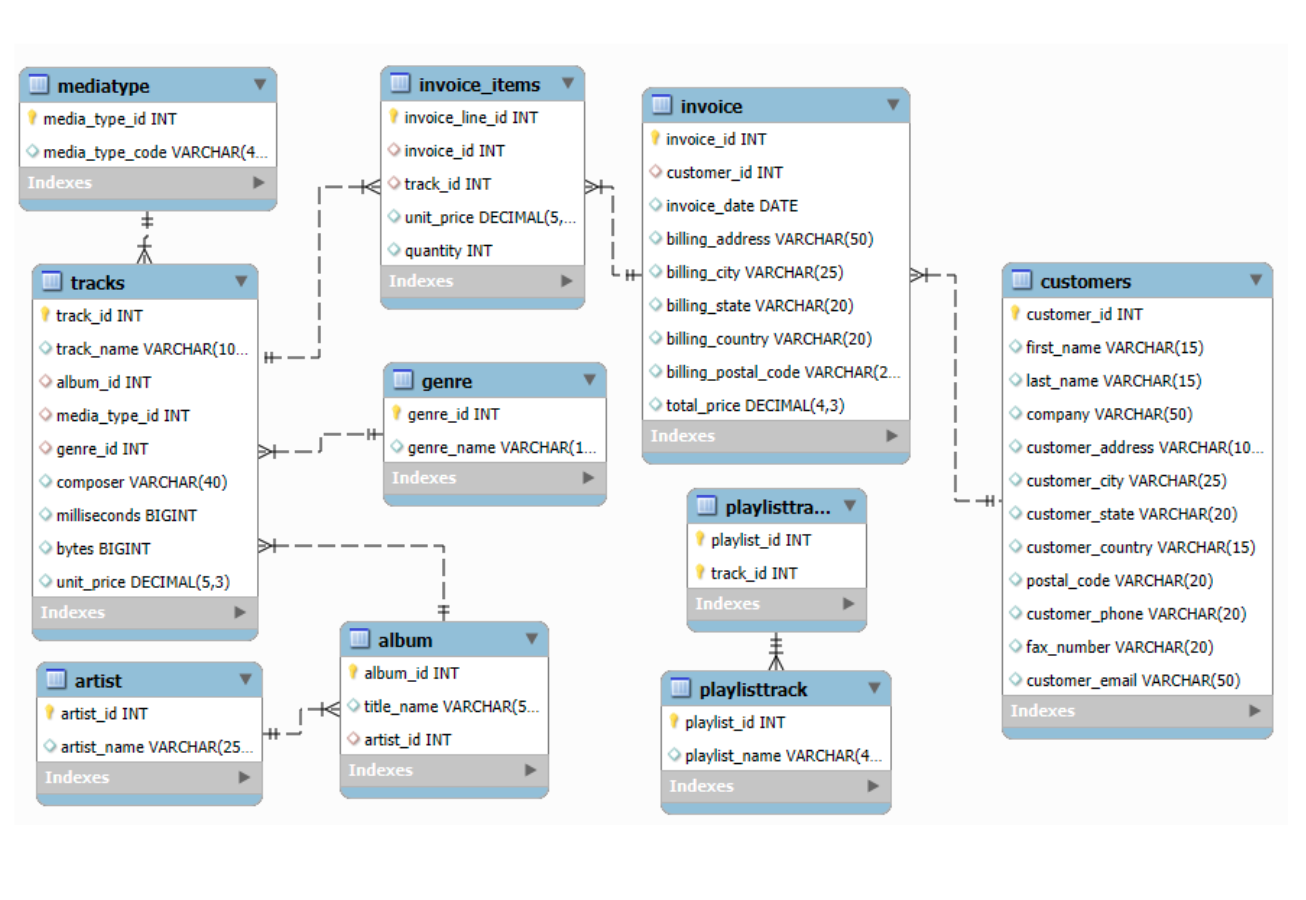 mediatype
media_type_id INT
media_type_code VARCHAR(4...
Indexes
invoice_items
invoice_line_id INT
invoice_id INT
track_id INT
unit_price DECIMAL(5,...
quantity INT
Indexes
invoice
invoice_id INT
customer_id INT
invoice_date DATE
billing_address VARCHAR(50)
billing_city VARCHAR(25)
billing_state VARCHAR(20)
billing_country VARCHAR(20)
billing_postal_code VARCHAR(2...
total_price DECIMAL(4,3)
Indexes
customers
customer_id INT
first_name VARCHAR(15)
last_name VARCHAR(15)
company VARCHAR(50)
customer_address VARCHAR(10...
customer_city VARCHAR(25)
customer_state VARCHAR(20)
customer_country VARCHAR(15)
postal_code VARCHAR(20)
customer_phone VARCHAR(20)
fax_number VARCHAR(20)
customer_email VARCHAR(50)
Indexes
tracks
track_id INT
track_name VARCHAR(10...
album_id INT
media_type_id INT
genre_id INT
composer VARCHAR(40)
milliseconds BIGINT
bytes BIGINT
unit_price DECIMAL(5,3)
Indexes
genre
genre_id INT
genre_name VARCHAR(1...
Indexes
playlisttra...
playlist_id INT
track_id INT
Indexes
album
album_id INT
title_name VARCHAR(5...
artist_id INT
Indexes
artist
artist_id INT
artist_name VARCHAR(25...
Indexes
playlisttrack
playlist_id INT
playlist_name VARCHAR(4...
Indexes